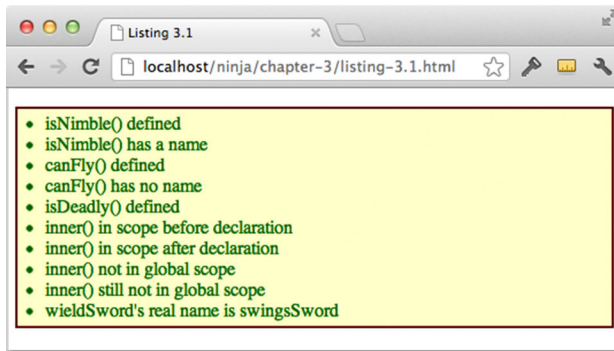 Listing 3.1
localhost/ninja/chapter-3/listing-3.1.html
isNimble() defined
isNimble() has a name
canFly() defined
canFly() has no name
isDeadly() defined
inner() in scope before declaration
inner() in scope after declaration
inner() not in global scope
inner() still not in global scope
wieldSword's real name is swingsSword